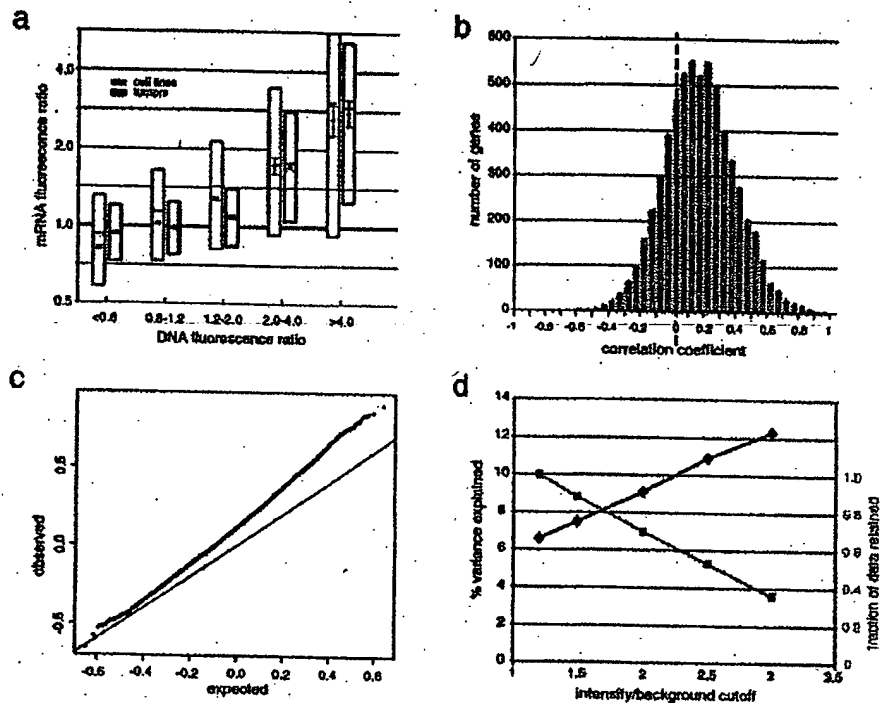 a
mRNA fluorescence ratio
4.0
2.0
1.0
0.5
cell lines
tumors
<0.8 0.8-1.2 1.2-2.0 2.0-4.0 >4.0
DNA fluorescence ratio
b
number of genes
600
500
400
300
200
100
0
-1 -0.8 -0.6 -0.4 -0.2 0 0.2 0.4 0.6 0.8 1
correlation coefficient
c
observed
0.5
0.0
-0.5
-0.6 -0.4 -0.2 0.0 0.2 0.4 0.6
expected
d
% variance explained
14
12
10
8
6
4
2
0
1 1.5 2 2.5 3 3.5
intensity/background cutoff
fraction of data retained
1.0
0.8
0.6
0.4
0.2
0